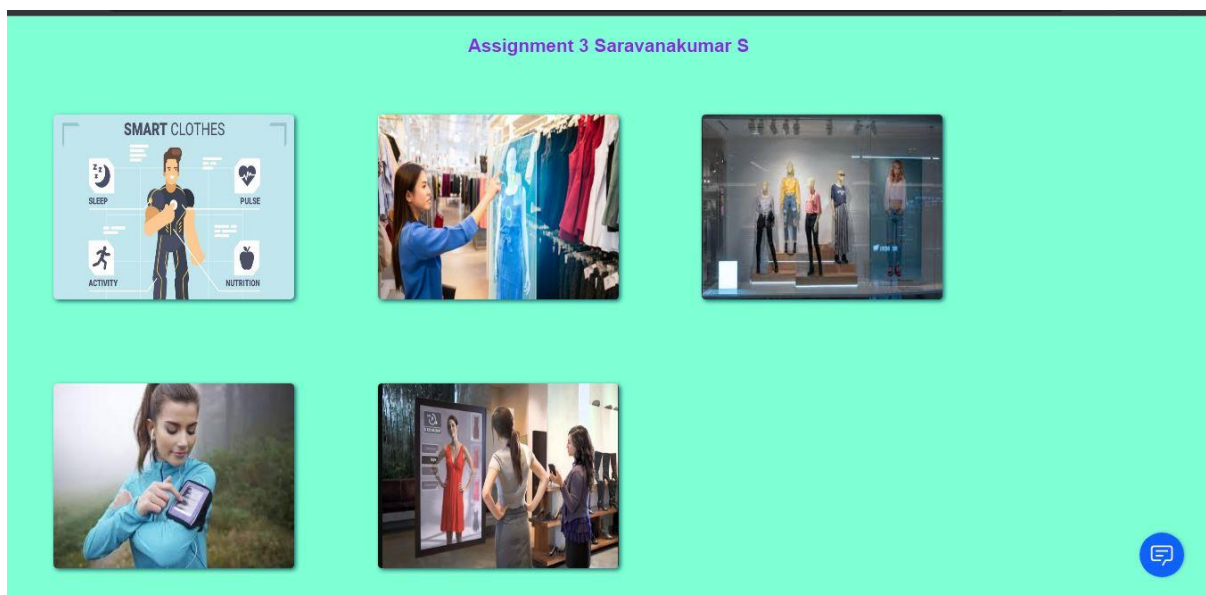 Assignment 3 Saravanakumar S
SMART CLOTHES
SLEEP
PULSE
ACTIVITY
NUTRITION